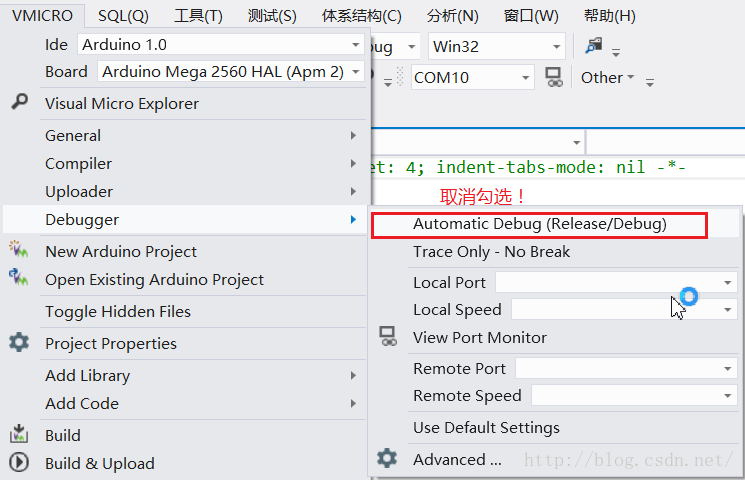 VMICRO SQL(Q) 工具(T) 测试(S) 体系结构(C) 分析(N) 窗口(W) 帮助(H)
Ide Arduino 1.0
bug Win32
Board Arduino Mega 2560 HAL (Apm 2)
COM10 Other
Visual Micro Explorer
General
Compiler
et: 4; indent-tabs-mode: nil -*-
Uploader
取消勾选！
Debugger
Automatic Debug (Release/Debug)
New Arduino Project
Trace Only - No Break
Open Existing Arduino Project
Local Port
Toggle Hidden Files
Local Speed
Project Properties
View Port Monitor
Add Library
Remote Port
Add Code
Remote Speed
Build
Use Default Settings
Build & Upload
Advanced ...
http://blog.csdn.net/